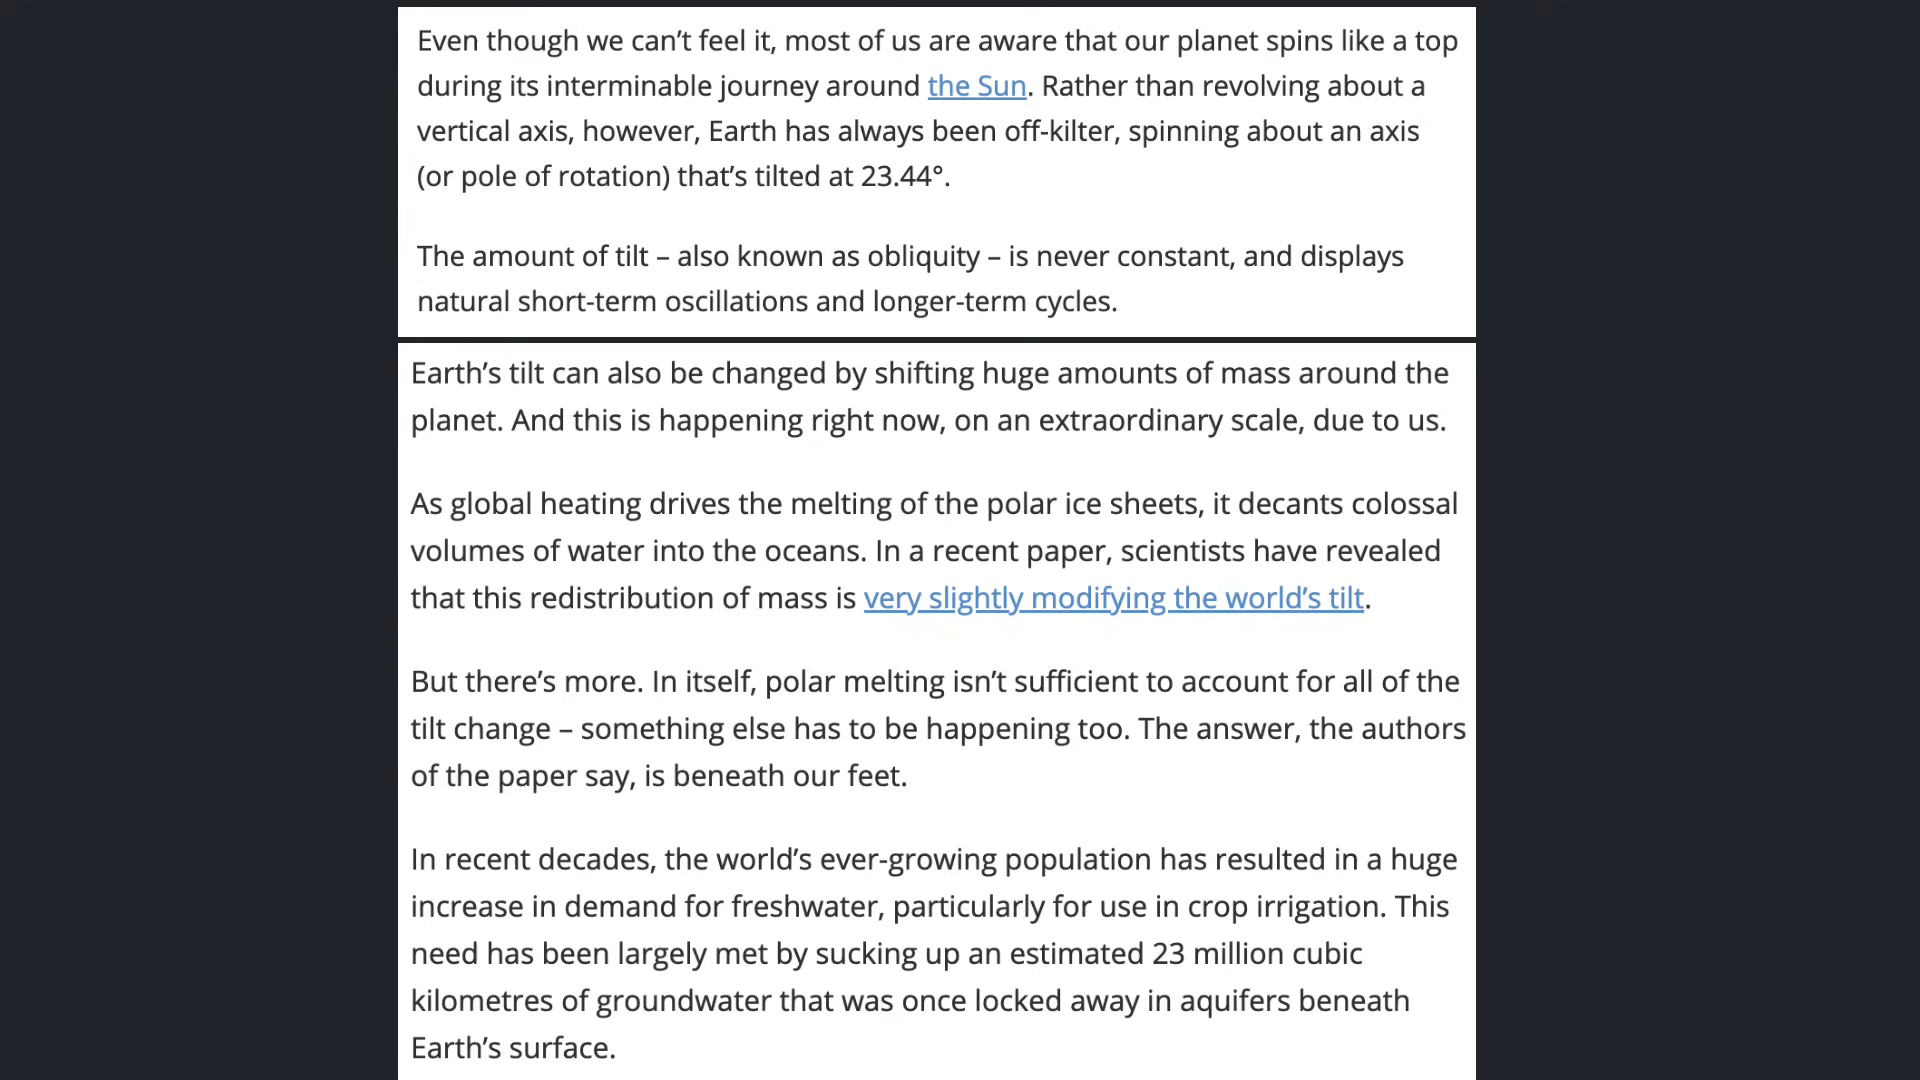 Even though we can’t feel it, most of us are aware that our planet spins like a top
during its interminable journey around the Sun. Rather than revolving about a
vertical axis, however, Earth has always been off-kilter, spinning about an axis
(or pole of rotation) that’s tilted at 23.44°.
The amount of tilt – also known as obliquity – is never constant, and displays
natural short-term oscillations and longer-term cycles.
Earth’s tilt can also be changed by shifting huge amounts of mass around the
planet. And this is happening right now, on an extraordinary scale, due to us.
As global heating drives the melting of the polar ice sheets, it decants colossal
volumes of water into the oceans. In a recent paper, scientists have revealed
that this redistribution of mass is very slightly modifying the world’s tilt.
But there’s more. In itself, polar melting isn’t sufficient to account for all of the
tilt change – something else has to be happening too. The answer, the authors
of the paper say, is beneath our feet.
In recent decades, the world’s ever-growing population has resulted in a huge
increase in demand for freshwater, particularly for use in crop irrigation. This
need has been largely met by sucking up an estimated 23 million cubic
kilometres of groundwater that was once locked away in aquifers beneath
Earth’s surface.